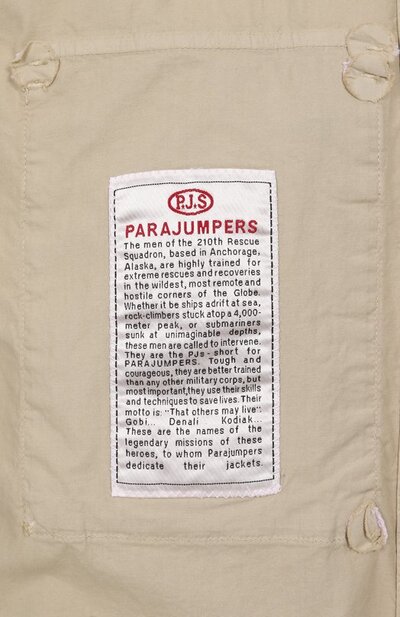 P.J.S
PARAJUMPERS
The men of the 210th Rescue
Squadron, based in Anchorage,
Alaska, are highly trained for
extreme rescues and recoveries
in the wildest, most remote and
hostile corners of the Globe.
Whether it be ships adrift at sea,
rock-climbers stuck atop a 4,000-
meter peak, or submariners
sunk at unimaginable depths,
these men are called to intervene.
They are the PJs - short for
PARAJUMPERS. Tough and
courageous, they are better trained
than any other military corps, but
most important,they use their skills
and techniques to save lives. Their
motto is: "That others may live":
Gobi... Denali Kodiak...
These are the names of the
legendary missions of these
heroes, to whom Parajumpers
dedicate their jackets.